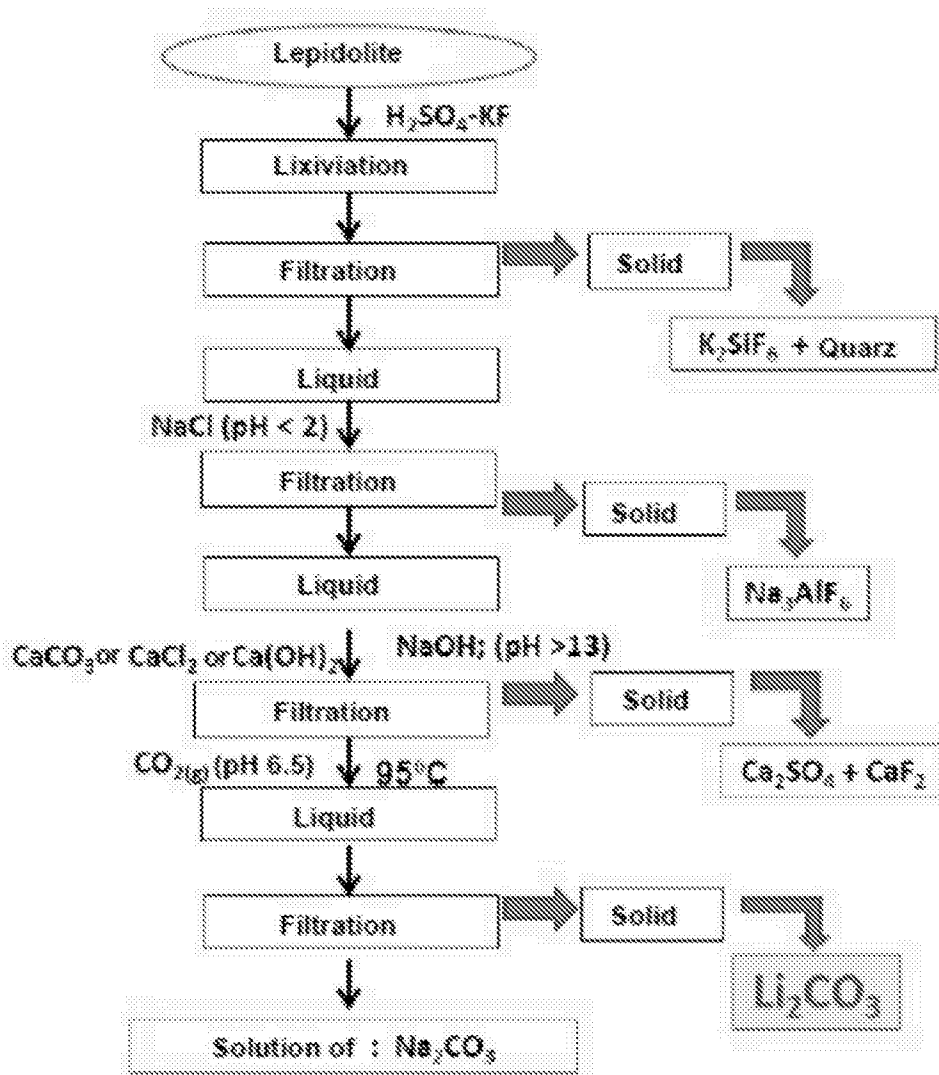 Lepidolite
H₂SO₄-KF
Lixiviation
Filtration
Solid
K₂SiF₆ + Quarz
Liquid
NaCl (pH < 2)
Filtration
Solid
Na₃AlF₆
Liquid
CaCO₃ or CaCl₂ or Ca(OH)₂
NaOH; (pH >13)
Filtration
Solid
Ca₂SO₄ + CaF₂
CO₂(g) (pH 6.5)
95°C
Liquid
Filtration
Solid
Li₂CO₃
Solution of : Na₂CO₃